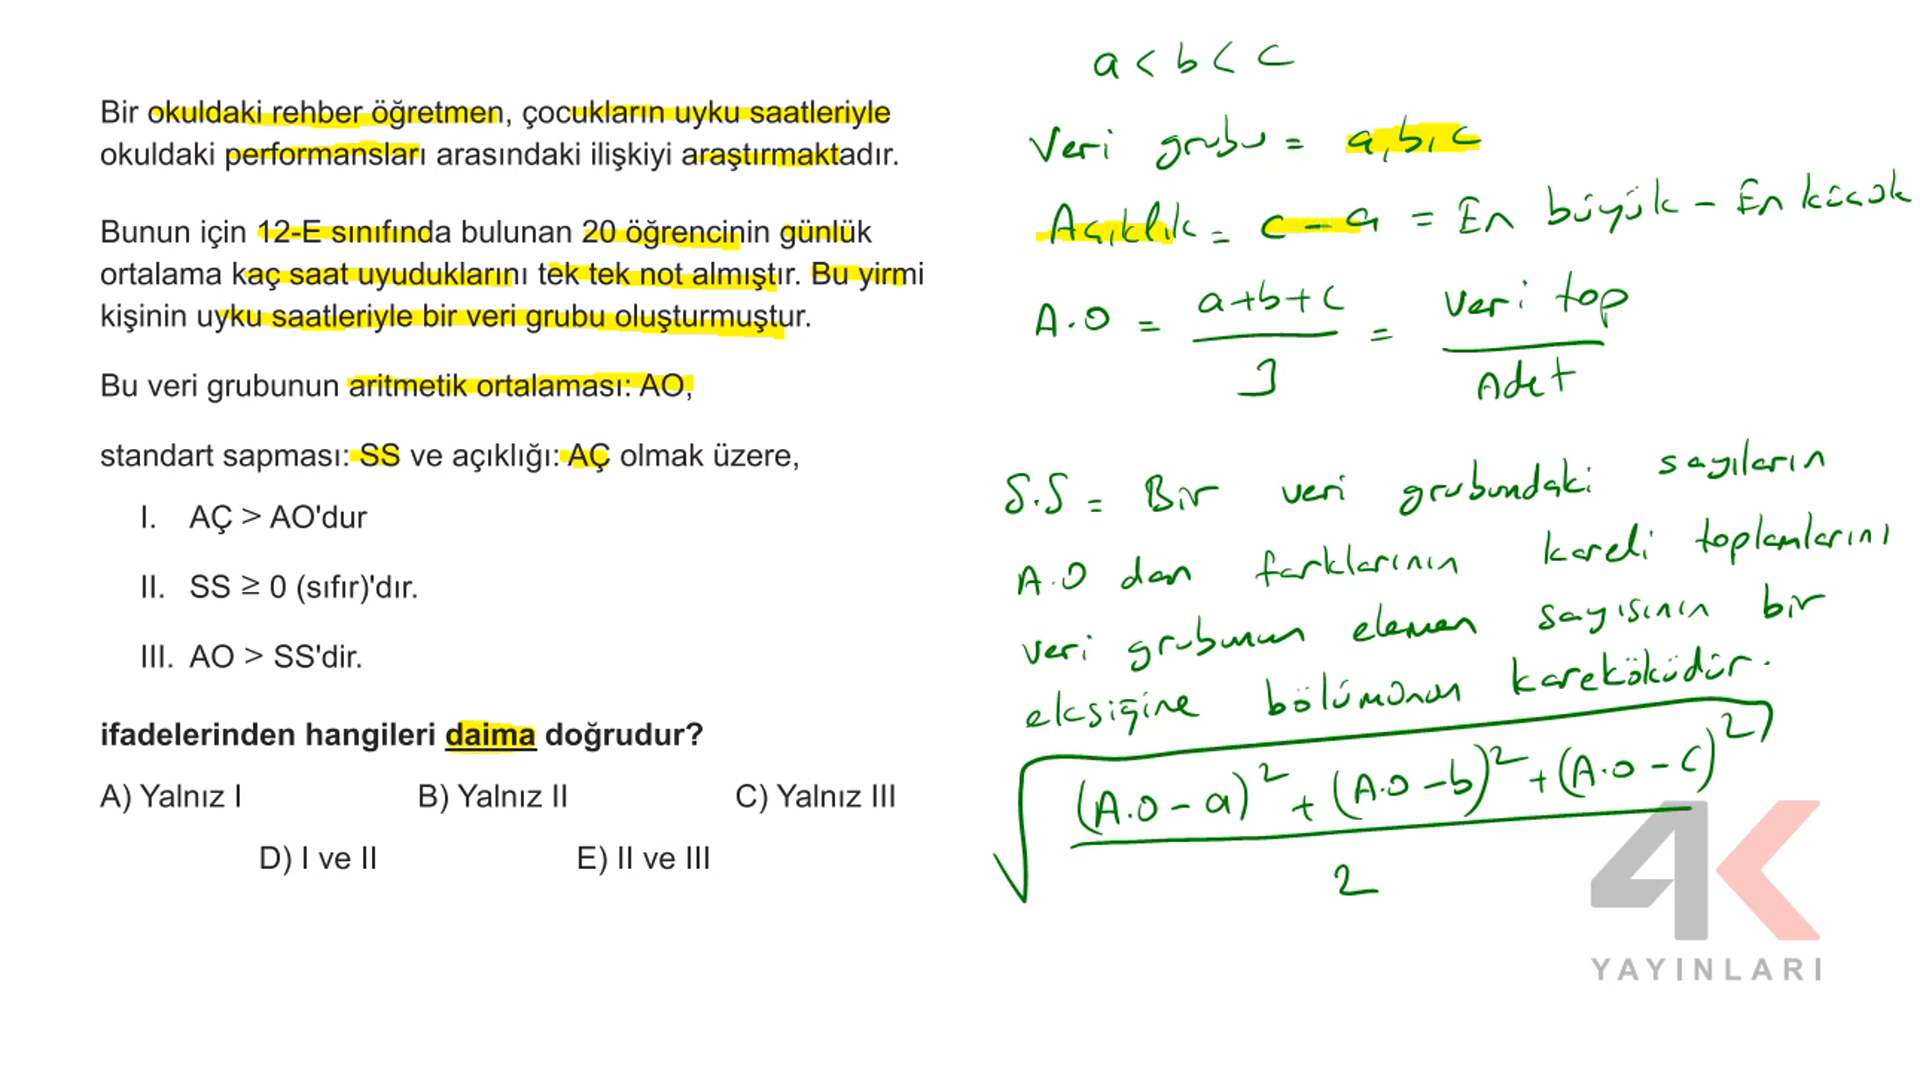 Bir okuldaki rehber öğretmen, çocukların uyku saatleriyle
okuldaki performansları arasındaki ilişkiyi araştırmaktadır.
Bunun için 12-E sınıfında bulunan 20 öğrencinin günlük
ortalama kaç saat uyuduklarını tek tek not almıştır. Bu yirmi
kişinin uyku saatleriyle bir veri grubu oluşturmuştur.
Bu veri grubunun aritmetik ortalaması: AO,
standart sapması: SS ve açıklığı: AÇ olmak üzere,
I. AÇ > AO'dur
II. SS ≥ 0 (sıfır)'dır.
III. AO > SS'dir.
ifadelerinden hangileri daima doğrudur?
A) Yalnız I B) Yalnız II C) Yalnız III
D) I ve II E) II ve III
a < b < c
Veri grubu = a, b, c
Açıklık = c - a = En büyük - En küçük
A.O = a+b+c / 3 = Veri top / Adet
S.S = Bir veri grubundaki sayıların
A.O dan farklarının kareli toplamlarını
veri grubunun eleman sayısının bir
eksiğine bölümünün kareköküdür.
√((A.O - a)² + (A.O - b)² + (A.O - c)² / 2)
4K
YAYINLARI